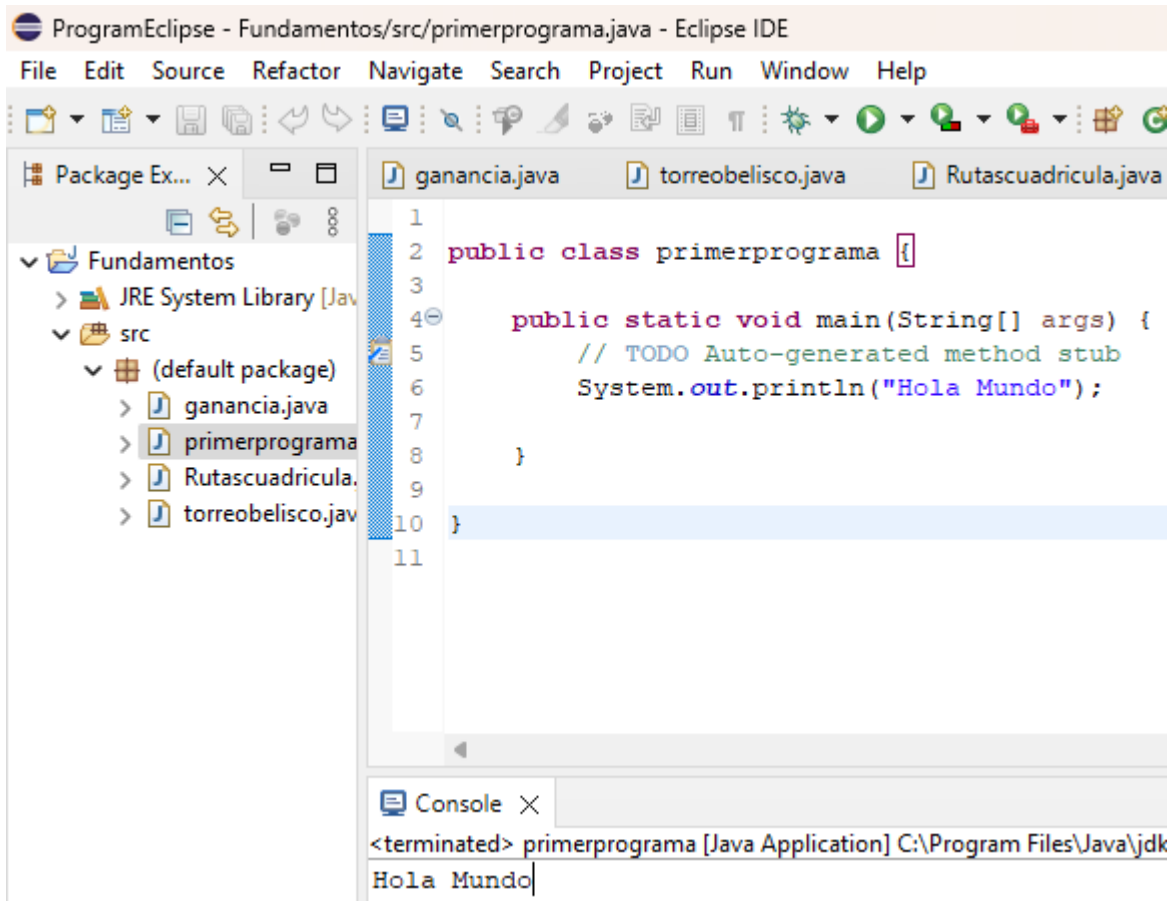 ProgramEclipse - Fundamentos/src/primerprograma.java - Eclipse IDE
File Edit Source Refactor Navigate Search Project Run Window Help
Package Ex...
Fundamentos
JRE System Library [Jav
src
(default package)
ganancia.java
primerprograma
Rutascuadricula.
torreobelisco.jav
ganancia.java torreobelisco.java Rutascuadricula.java
1
2 public class primerprograma {
3
4 public static void main(String[] args) {
5 // TODO Auto-generated method stub
6 System.out.println("Hola Mundo");
7
8 }
9
10 }
11
Console
<terminated> primerprograma [Java Application] C:\Program Files\Java\jdk
Hola Mundo